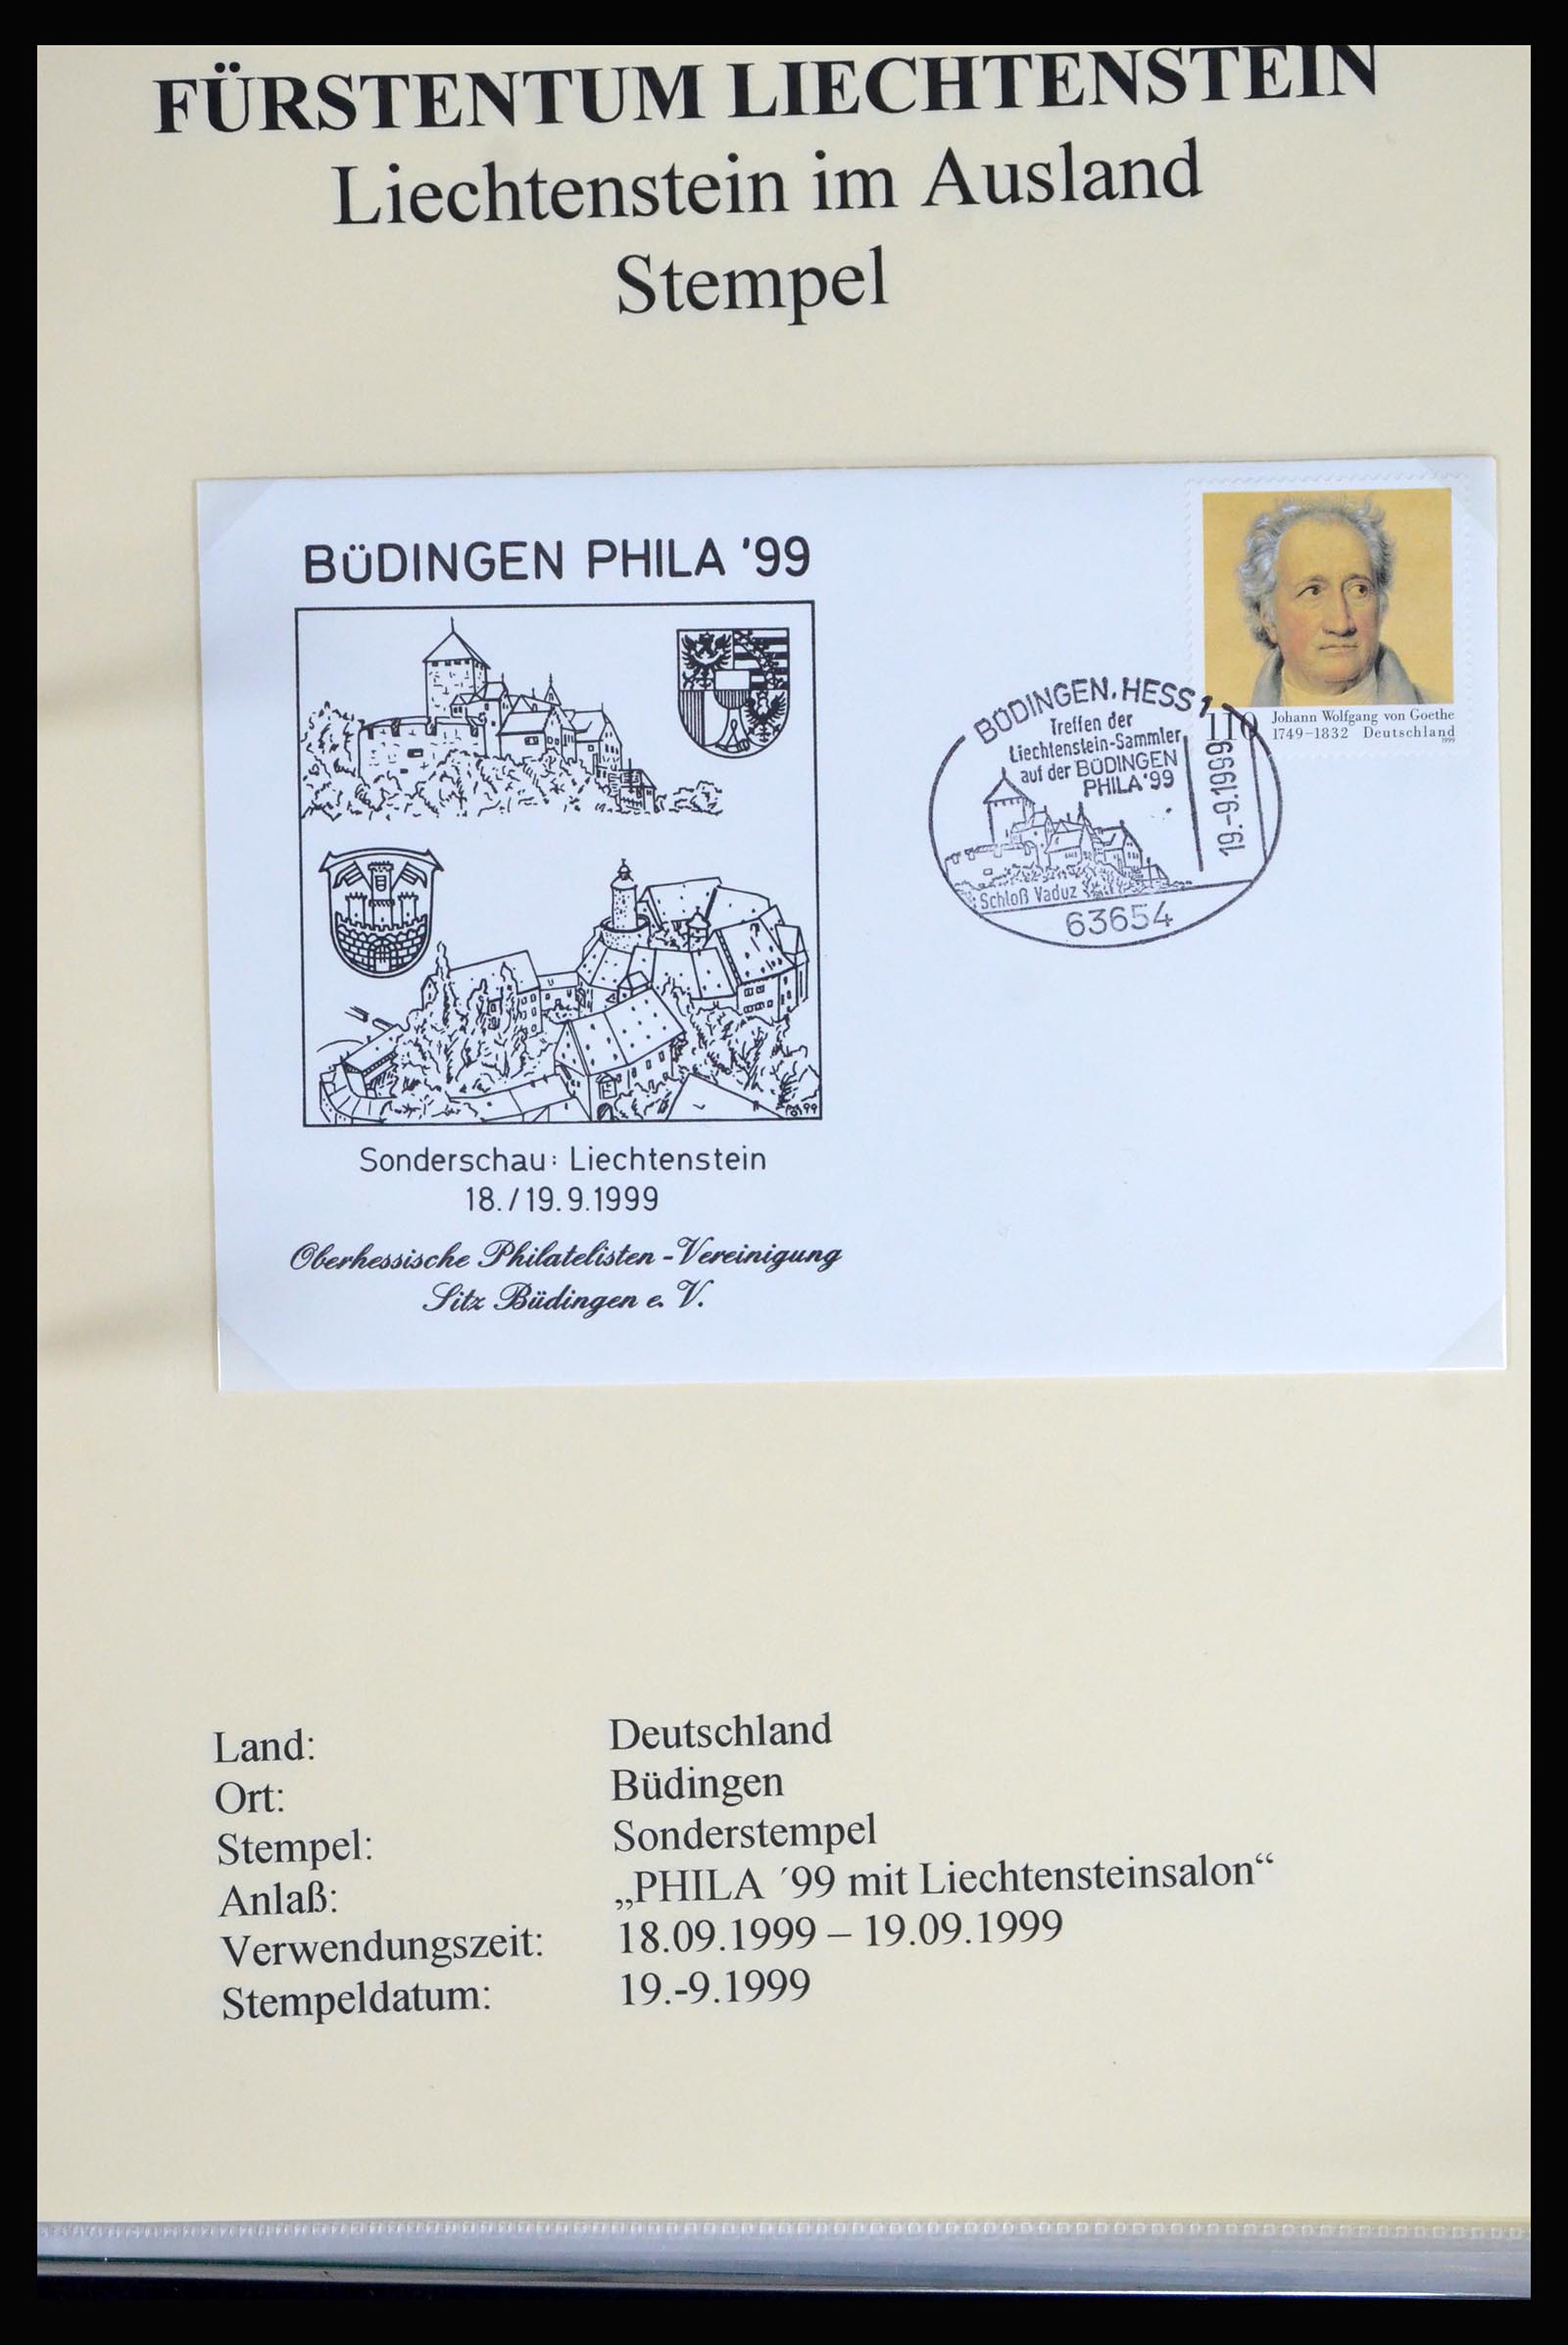 FÜRSTENTUM LIECHTENSTEIN
Liechtenstein im Ausland
Stempel
BÜDINGEN PHILA '99
Sonderschau: Liechtenstein
18./19.9.1999
Oberhessische Philatelisten-Vereinigung
Sitz Büdingen e. V.
110
Johann Wolfgang von Goethe
1749–1832 Deutschland
1999
BÜDINGEN, HESS 1
Treffen der
Liechtenstein-Sammler
auf der BÜDINGEN
PHILA '99
19.-9.1999
Schloß Vaduz
63654
Land: Deutschland
Ort: Büdingen
Stempel: Sonderstempel
Anlaß: „PHILA ´99 mit Liechtensteinsalon“
Verwendungszeit: 18.09.1999 – 19.09.1999
Stempeldatum: 19.-9.1999